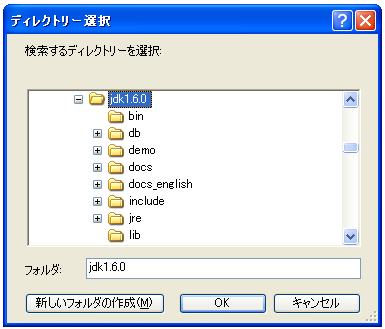 ディレクトリー選択
検索するディレクトリーを選択:
jdk1.6.0
bin
db
demo
docs
docs_english
include
jre
lib
フォルダ:
jdk1.6.0
新しいフォルダの作成(M)
OK
キャンセル